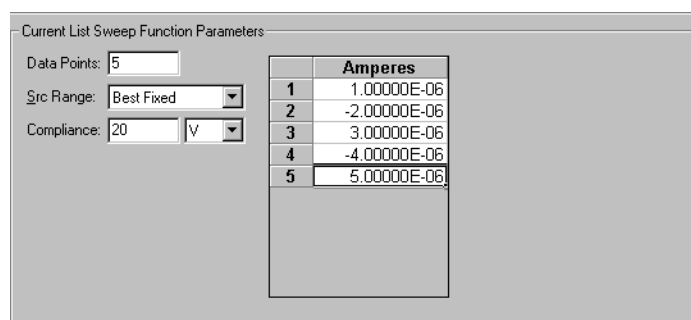 Current List Sweep Function Parameters
Data Points: 5
Src Range: Best Fixed
Compliance: 20 V
Amperes
1 1.00000E-06
2 -2.00000E-06
3 3.00000E-06
4 -4.00000E-06
5 5.00000E-06